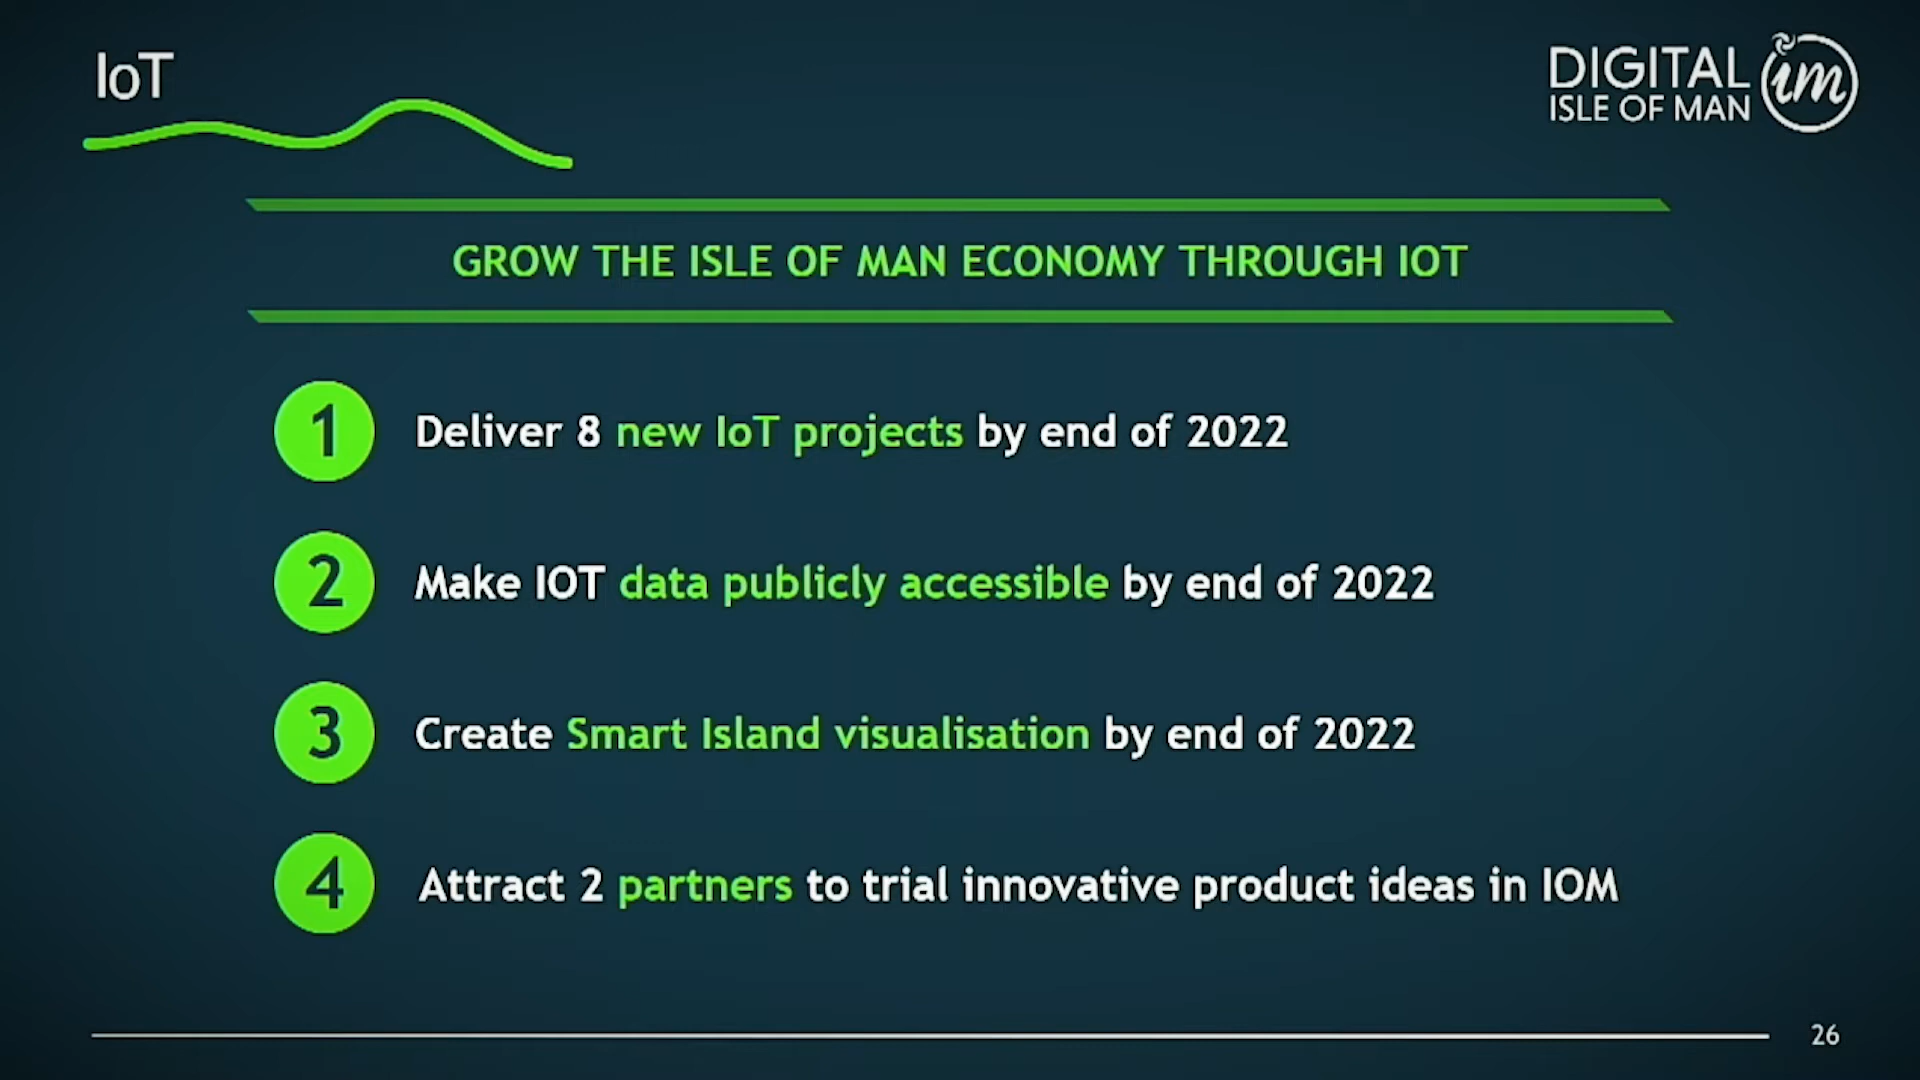 IoT
DIGITAL
ISLE OF MAN
im
GROW THE ISLE OF MAN ECONOMY THROUGH IOT
1 Deliver 8 new IoT projects by end of 2022
2 Make IOT data publicly accessible by end of 2022
3 Create Smart Island visualisation by end of 2022
4 Attract 2 partners to trial innovative product ideas in IOM
26